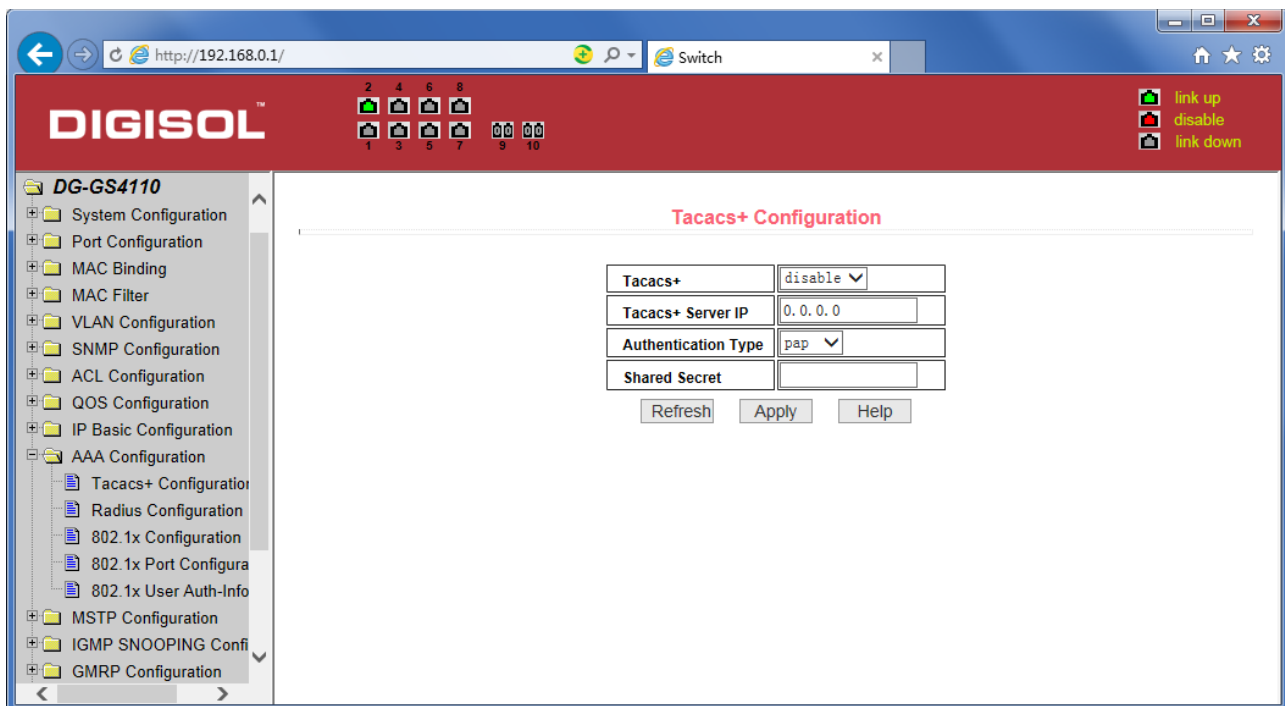 http://192.168.0.1/
Switch
DIGISOL™
2 4 6 8
1 3 5 7 9 10
link up
disable
link down
DG-GS4110
System Configuration
Port Configuration
MAC Binding
MAC Filter
VLAN Configuration
SNMP Configuration
ACL Configuration
QOS Configuration
IP Basic Configuration
AAA Configuration
Tacacs+ Configuration
Radius Configuration
802.1x Configuration
802.1x Port Configura
802.1x User Auth-Info
MSTP Configuration
IGMP SNOOPING Confi
GMRP Configuration
Tacacs+ Configuration
Tacacs+ disable
Tacacs+ Server IP 0.0.0.0
Authentication Type pap
Shared Secret
Refresh Apply Help